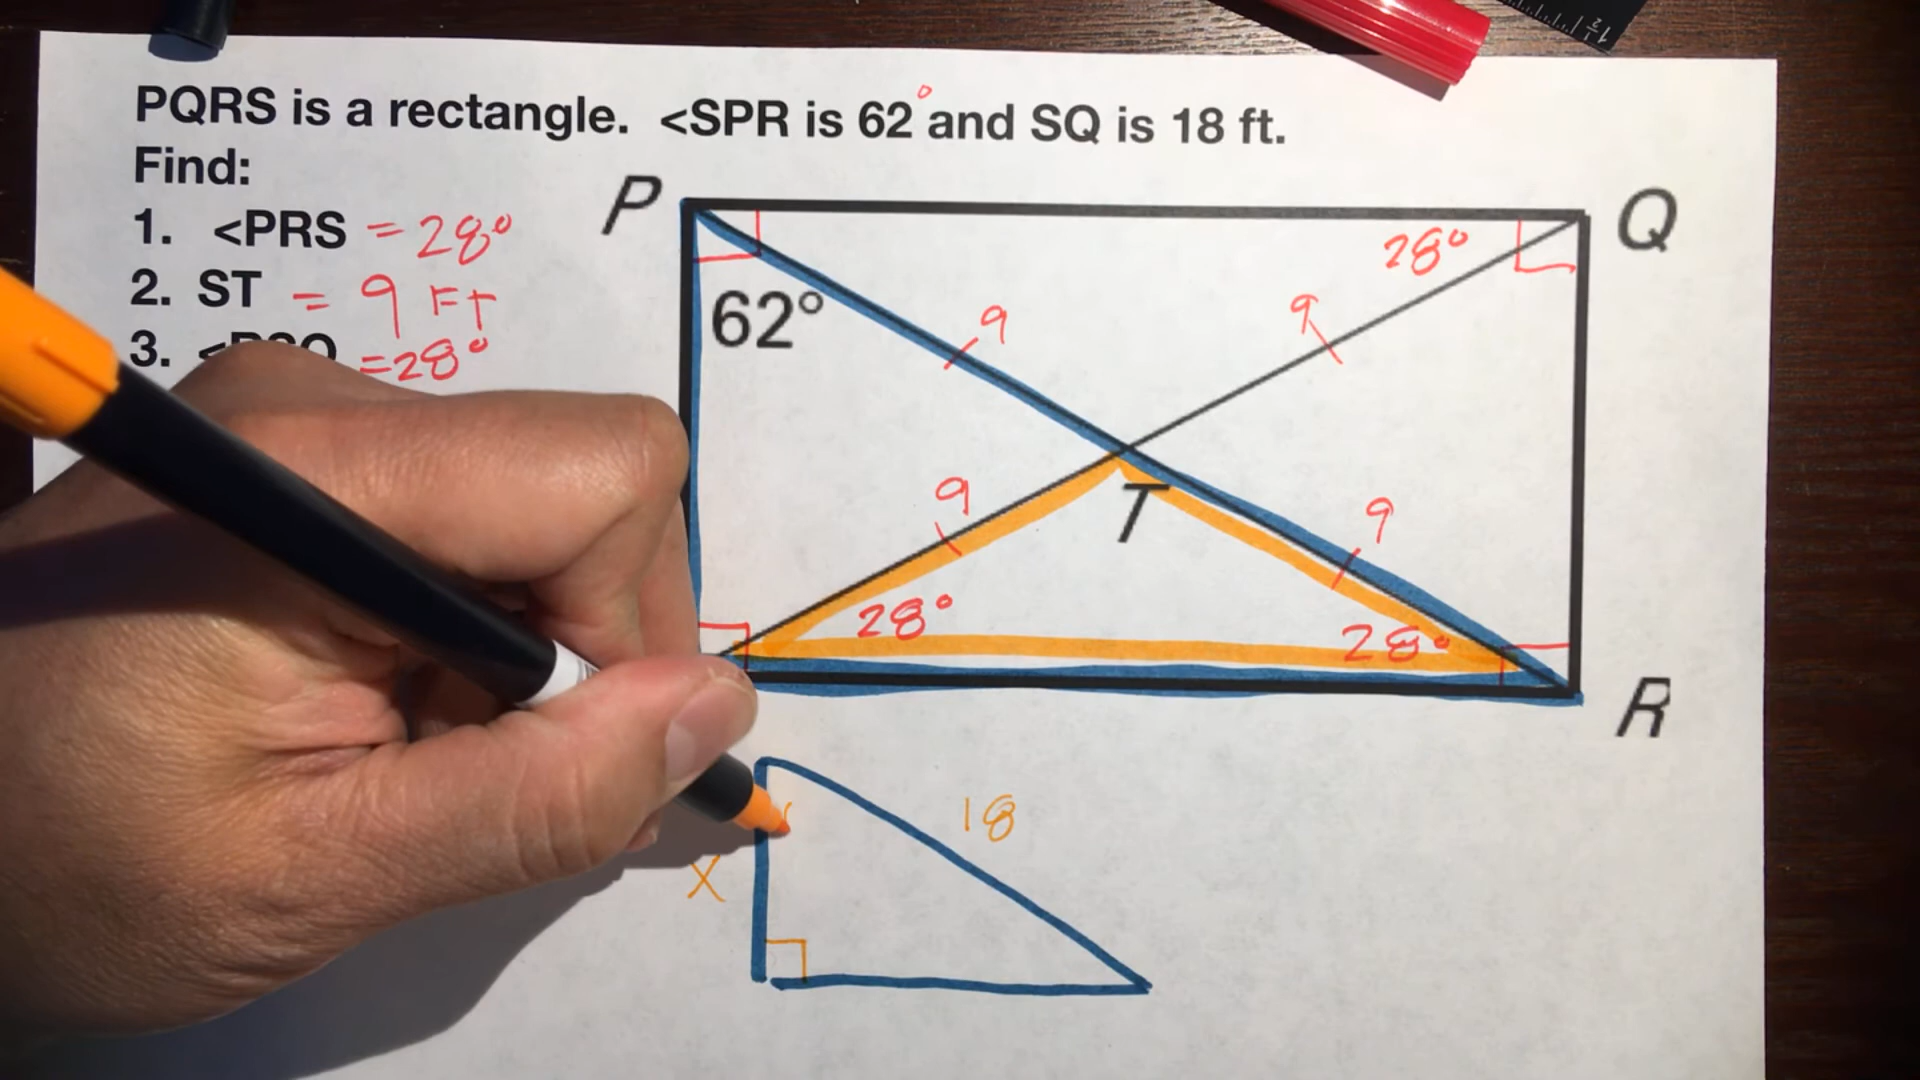 PQRS is a rectangle. <SPR is 62° and SQ is 18 ft.
Find:
1. <PRS = 28°
2. ST = 9 FT
3. = 28°
P
Q
62°
28°
9
9
9
9
T
28°
28°
R
18
X